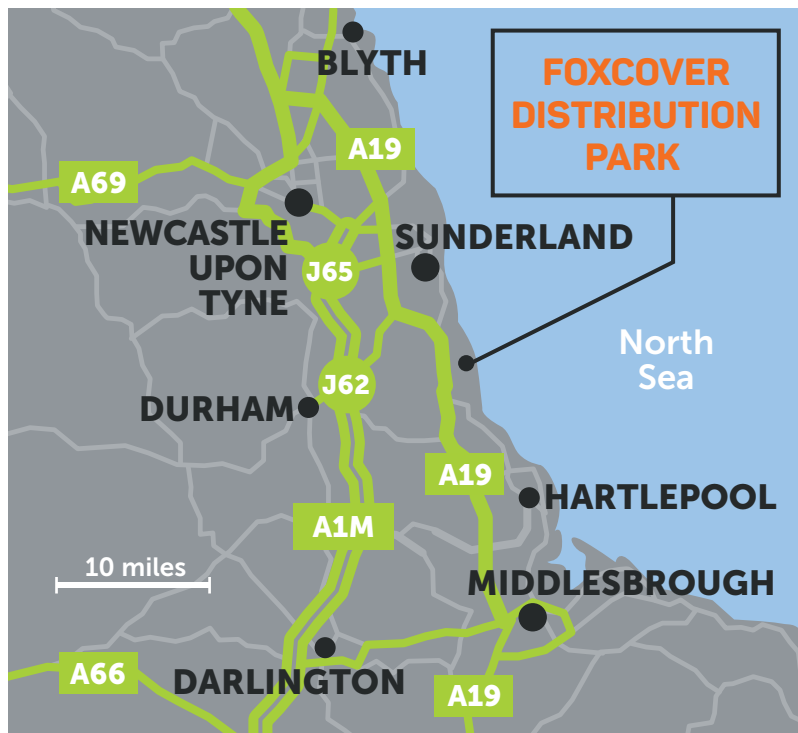 BLYTH
FOXCOVER
DISTRIBUTION
PARK
A19
A69
NEWCASTLE
UPON
TYNE
SUNDERLAND
J65
North
Sea
J62
DURHAM
A19
HARTLEPOOL
A1M
10 miles
MIDDLESBROUGH
A66
DARLINGTON
A19